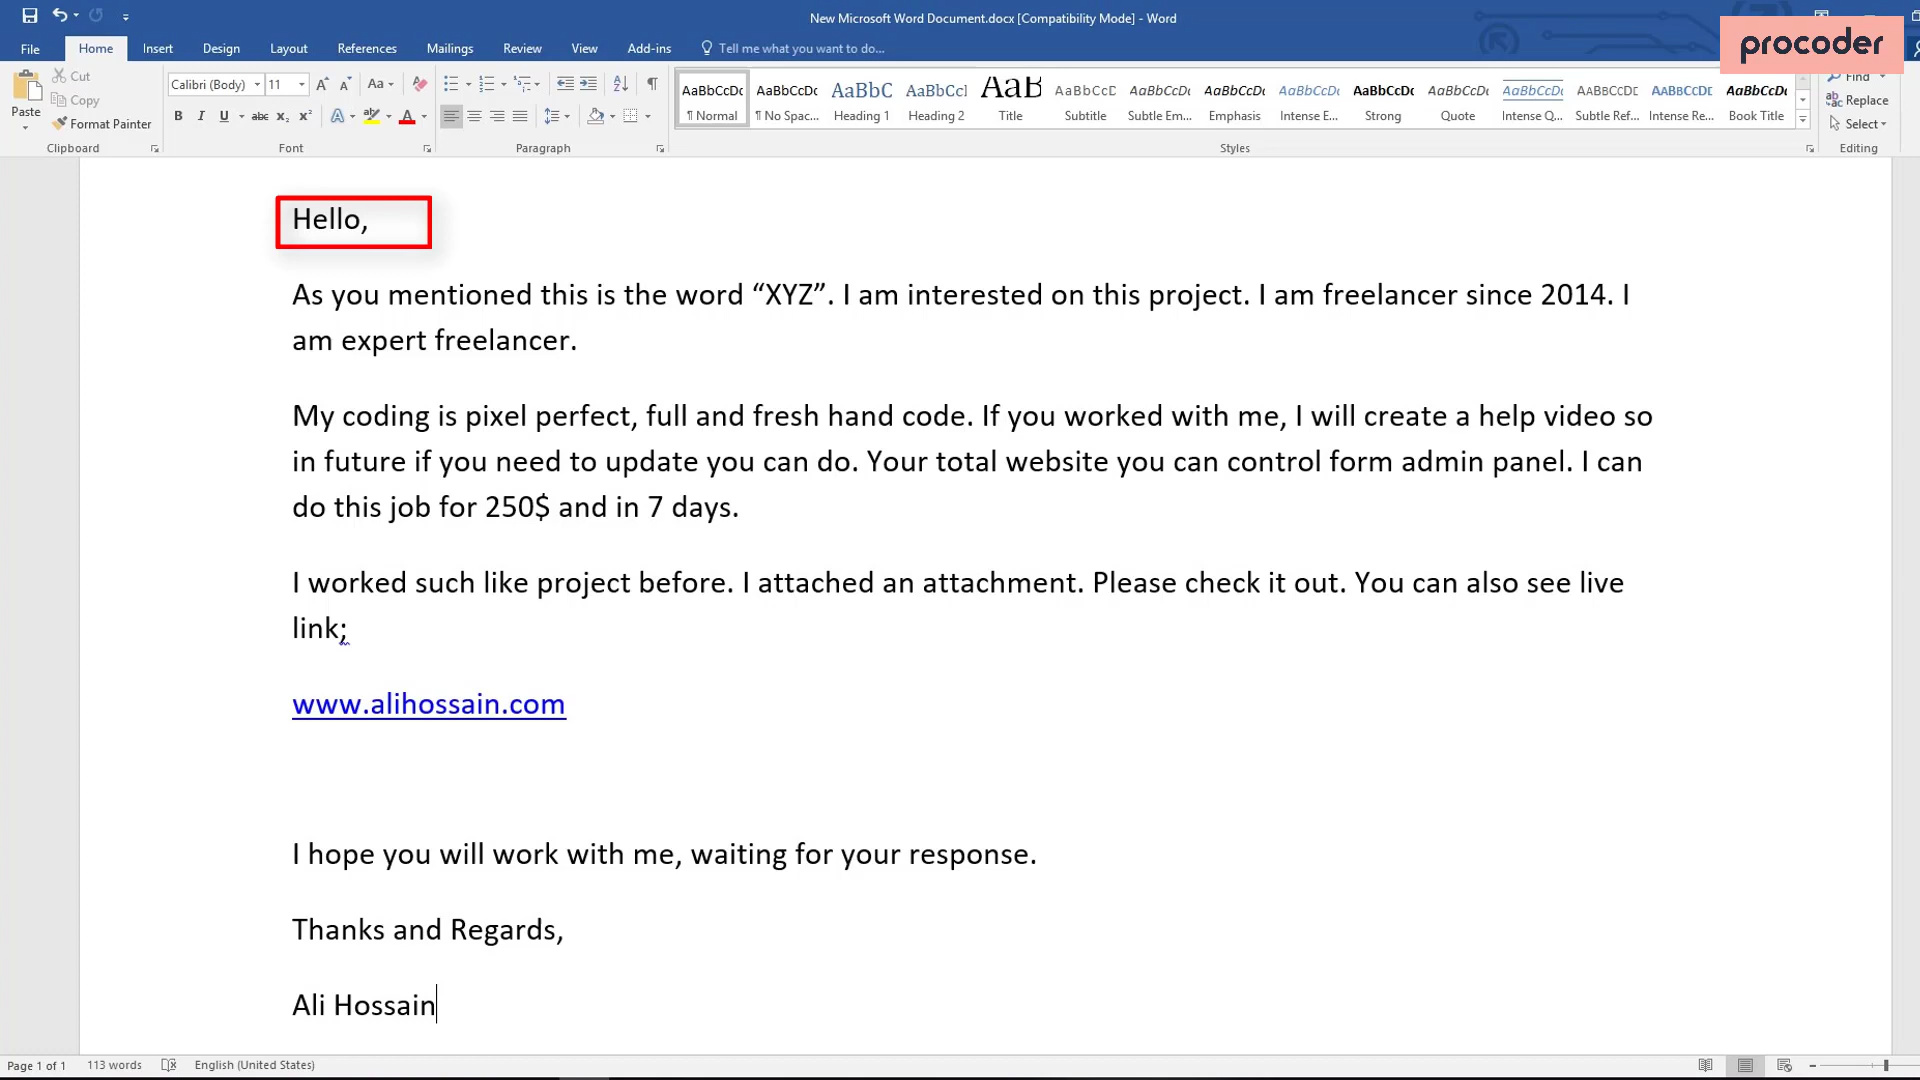 New Microsoft Word Document.docx [Compatibility Mode] - Word
procoder
File Home Insert Design Layout References Mailings Review View Add-ins Tell me what you want to do...
Paste
Cut
Copy
Format Painter
Clipboard
Calibri (Body) 11
Font
Paragraph
AaBbCcDc AaBbCcDc AaBbC AaBbCcI AaB AaBbCcD AaBbCcDc AaBbCcDc AaBbCcDc AaBbCcDc AaBbCcDc AaBbCcDc AABBCCDE AABBCCDE AaBbCcDc
¶ Normal ¶ No Spac... Heading 1 Heading 2 Title Subtitle Subtle Em... Emphasis Intense E... Strong Quote Intense Q... Subtle Ref... Intense Re... Book Title
Styles
Find
Replace
Select
Editing
Hello,
As you mentioned this is the word “XYZ”. I am interested on this project. I am freelancer since 2014. I
am expert freelancer.
My coding is pixel perfect, full and fresh hand code. If you worked with me, I will create a help video so
in future if you need to update you can do. Your total website you can control form admin panel. I can
do this job for 250$ and in 7 days.
I worked such like project before. I attached an attachment. Please check it out. You can also see live
link;
www.alihossain.com
I hope you will work with me, waiting for your response.
Thanks and Regards,
Ali Hossain
Page 1 of 1 113 words English (United States)